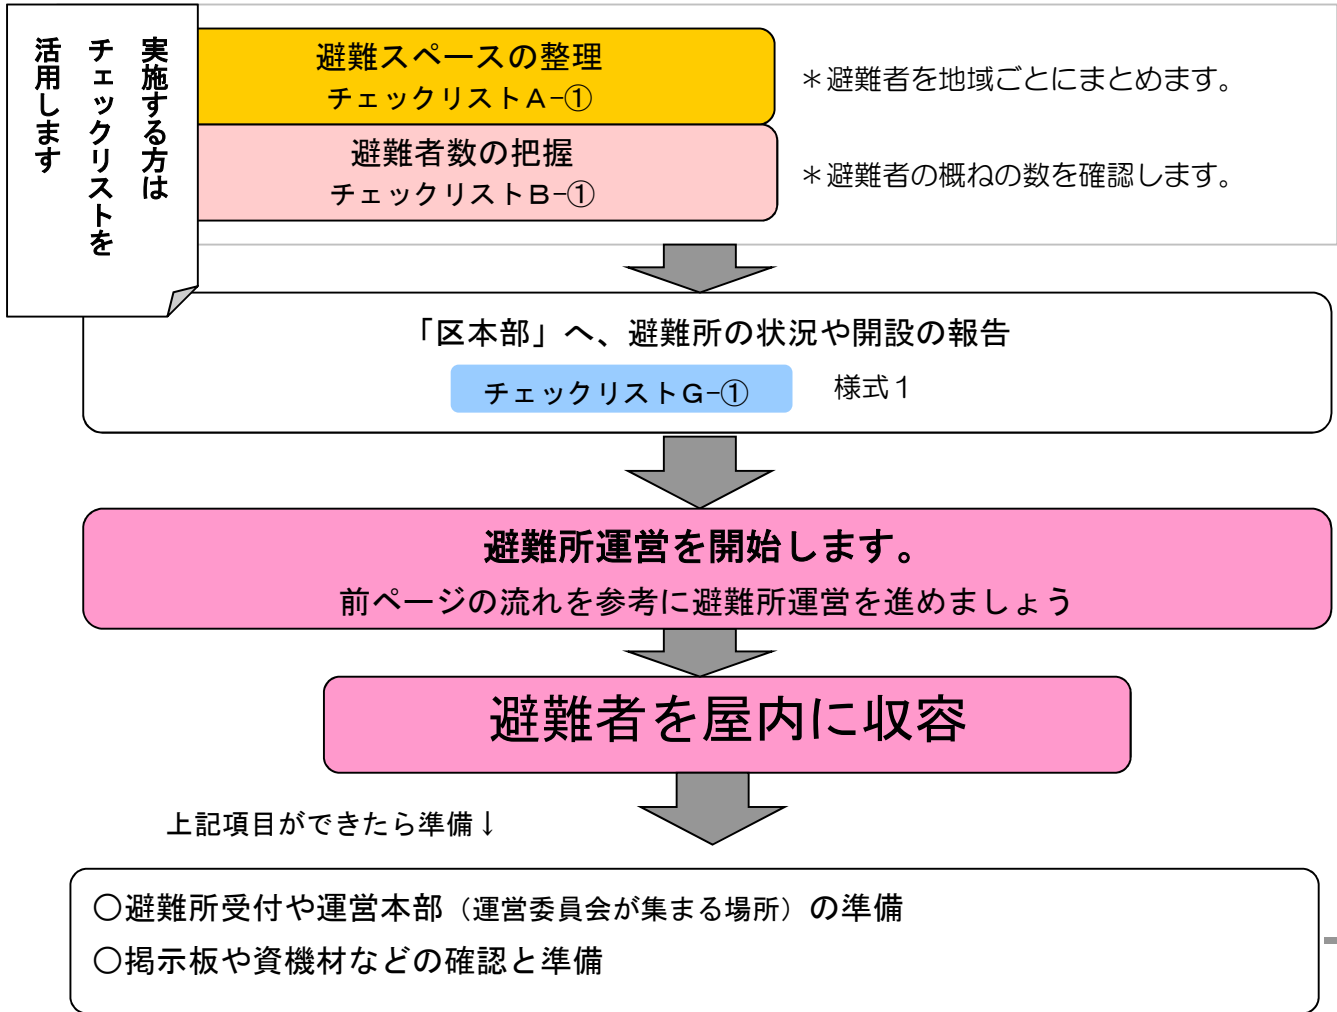 実施する方は
チェックリストを
活用します
避難スペースの整理
チェックリストA-①
＊避難者を地域ごとにまとめます。
避難者数の把握
チェックリストB-①
＊避難者の概ねの数を確認します。
「区本部」へ、避難所の状況や開設の報告
チェックリストG-①　様式１
避難所運営を開始します。
前ページの流れを参考に避難所運営を進めましょう
避難者を屋内に収容
上記項目ができたら準備↓
〇避難所受付や運営本部（運営委員会が集まる場所）の準備
〇掲示板や資機材などの確認と準備